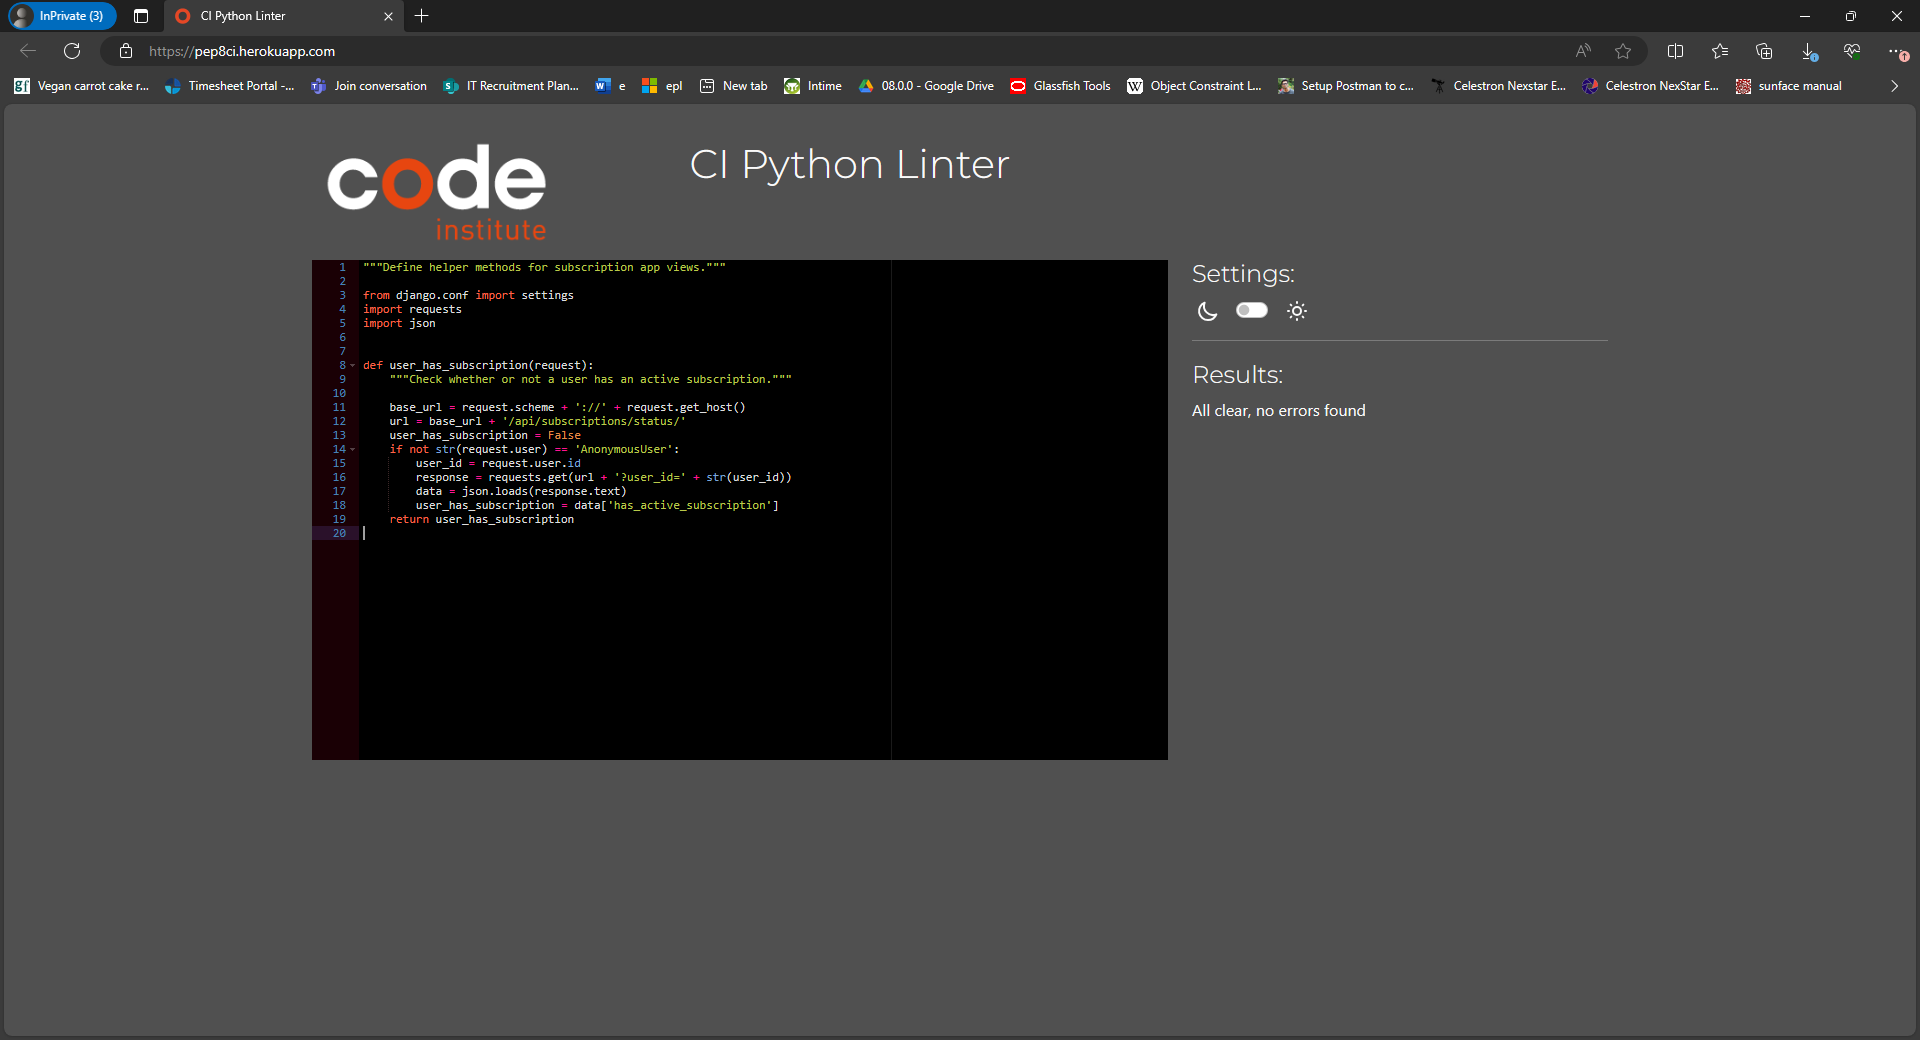 InPrivate (3)
CI Python Linter
https://pep8ci.herokuapp.com
Vegan carrot cake r...
Timesheet Portal -...
Join conversation
IT Recruitment Plan...
e
epl
New tab
Intime
08.0.0 - Google Drive
Glassfish Tools
Object Constraint L...
Setup Postman to c...
Celestron Nexstar E...
Celestron NexStar E...
sunface manual
code
institute
CI Python Linter
1 """Define helper methods for subscription app views."""
2
3 from django.conf import settings
4 import requests
5 import json
6
7
8 def user_has_subscription(request):
9     """Check whether or not a user has an active subscription."""
10
11     base_url = request.scheme + '://' + request.get_host()
12     url = base_url + '/api/subscriptions/status/'
13     user_has_subscription = False
14     if not str(request.user) == 'AnonymousUser':
15         user_id = request.user.id
16         response = requests.get(url + '?user_id=' + str(user_id))
17         data = json.loads(response.text)
18         user_has_subscription = data['has_active_subscription']
19     return user_has_subscription
20
Settings:
Results:
All clear, no errors found